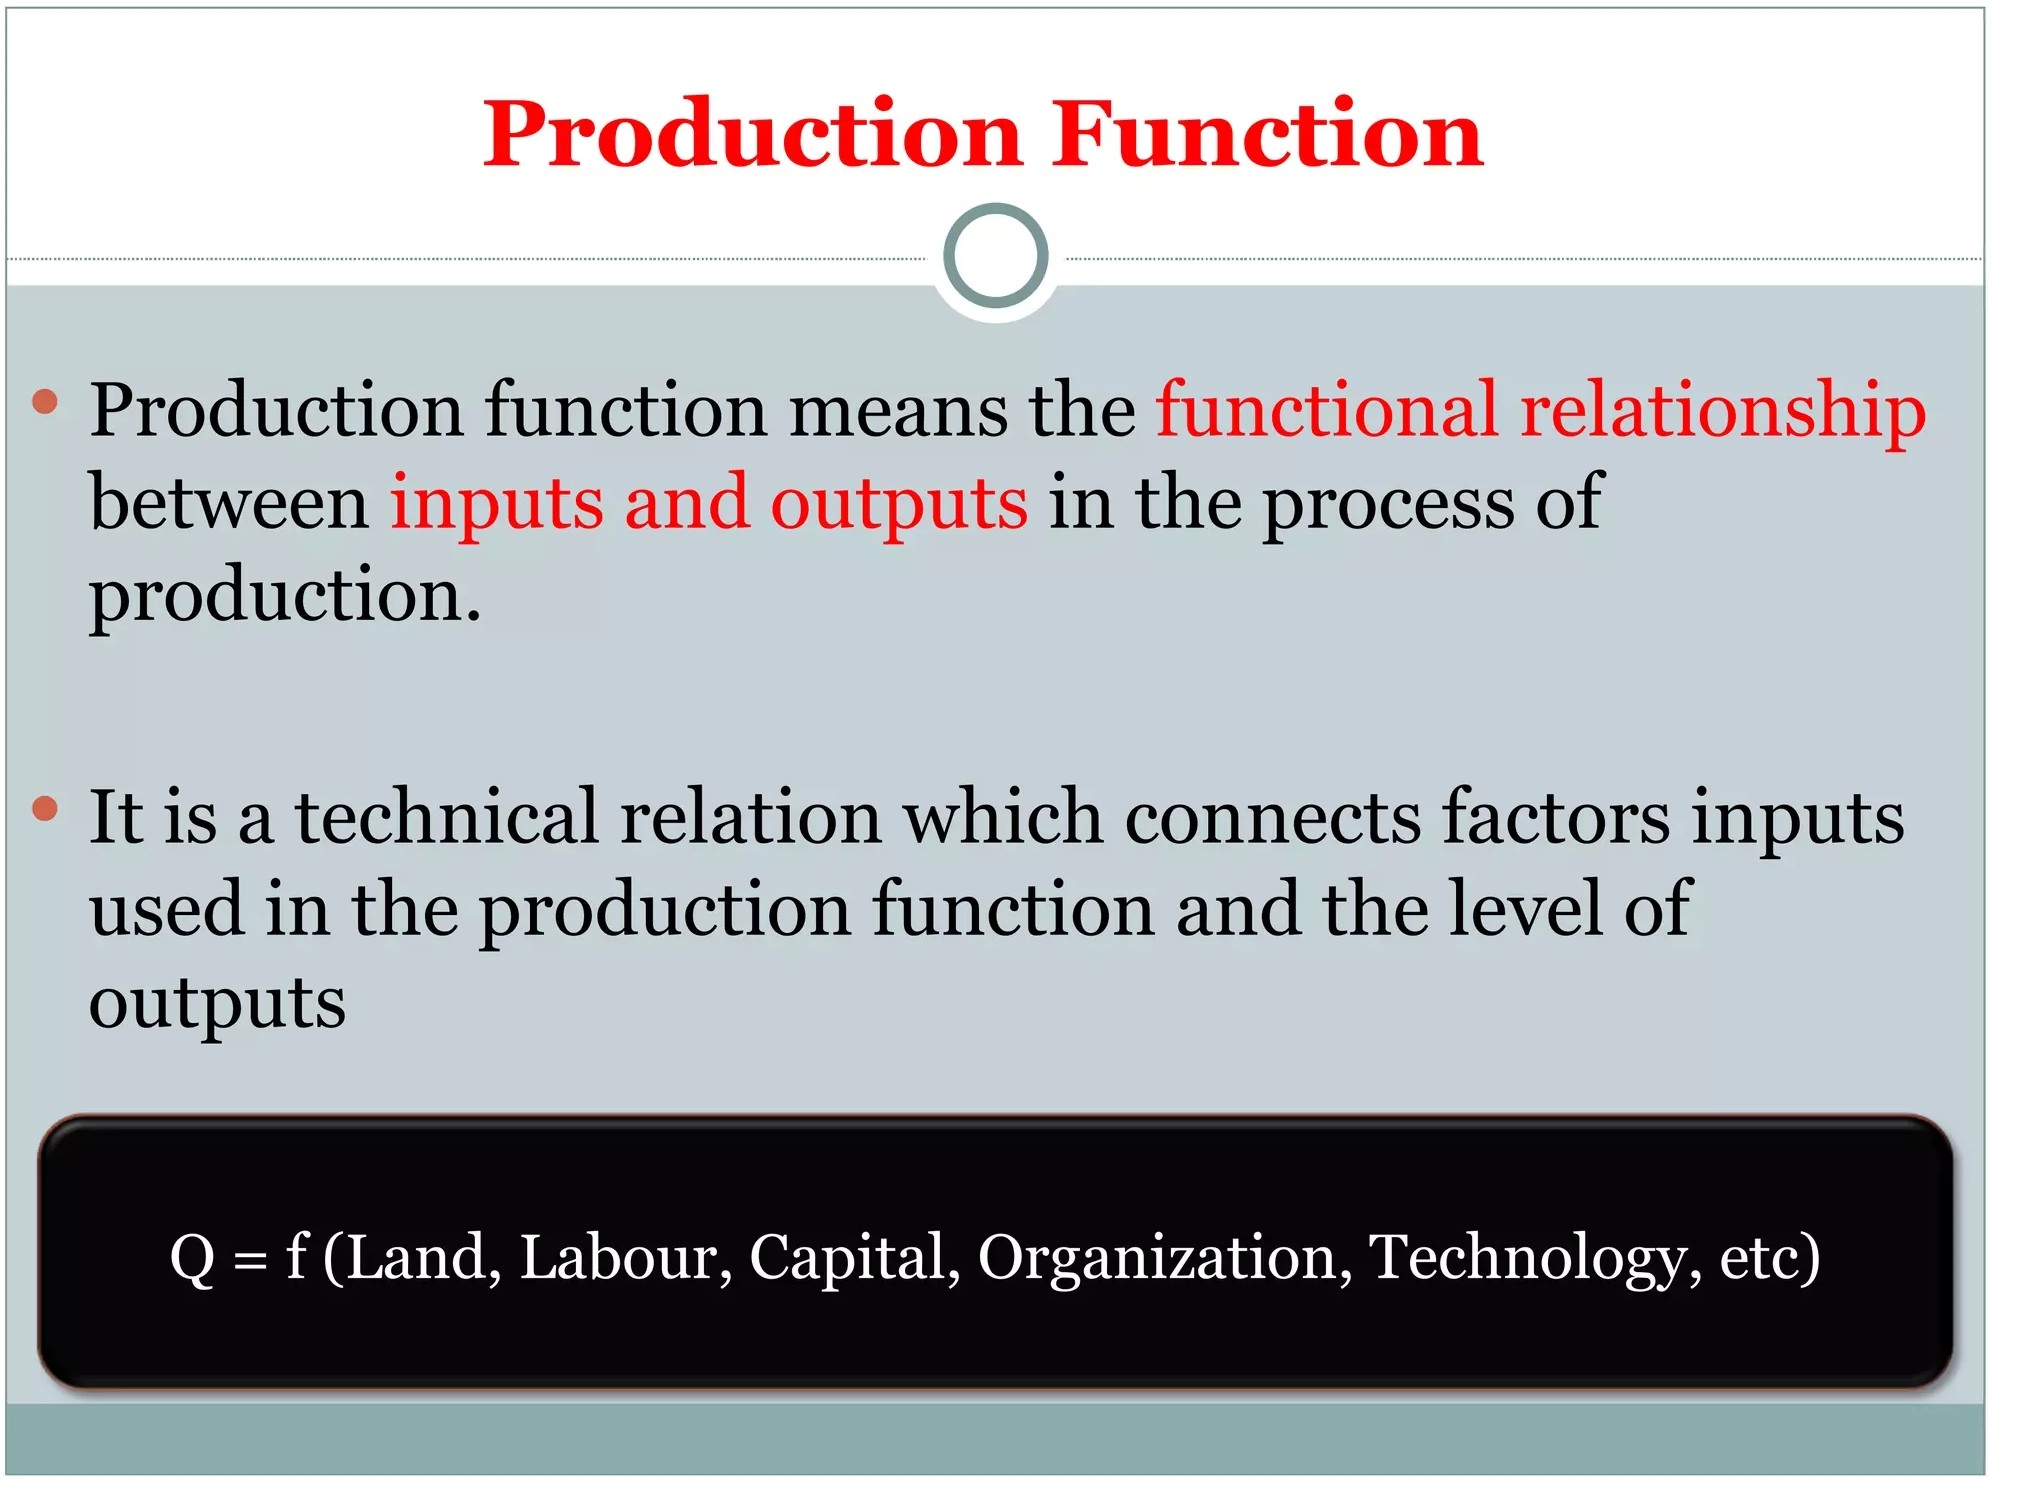 Production Function
• Production function means the functional relationship
between inputs and outputs in the process of
production.
• It is a technical relation which connects factors inputs
used in the production function and the level of
outputs
Q = f (Land, Labour, Capital, Organization, Technology, etc)